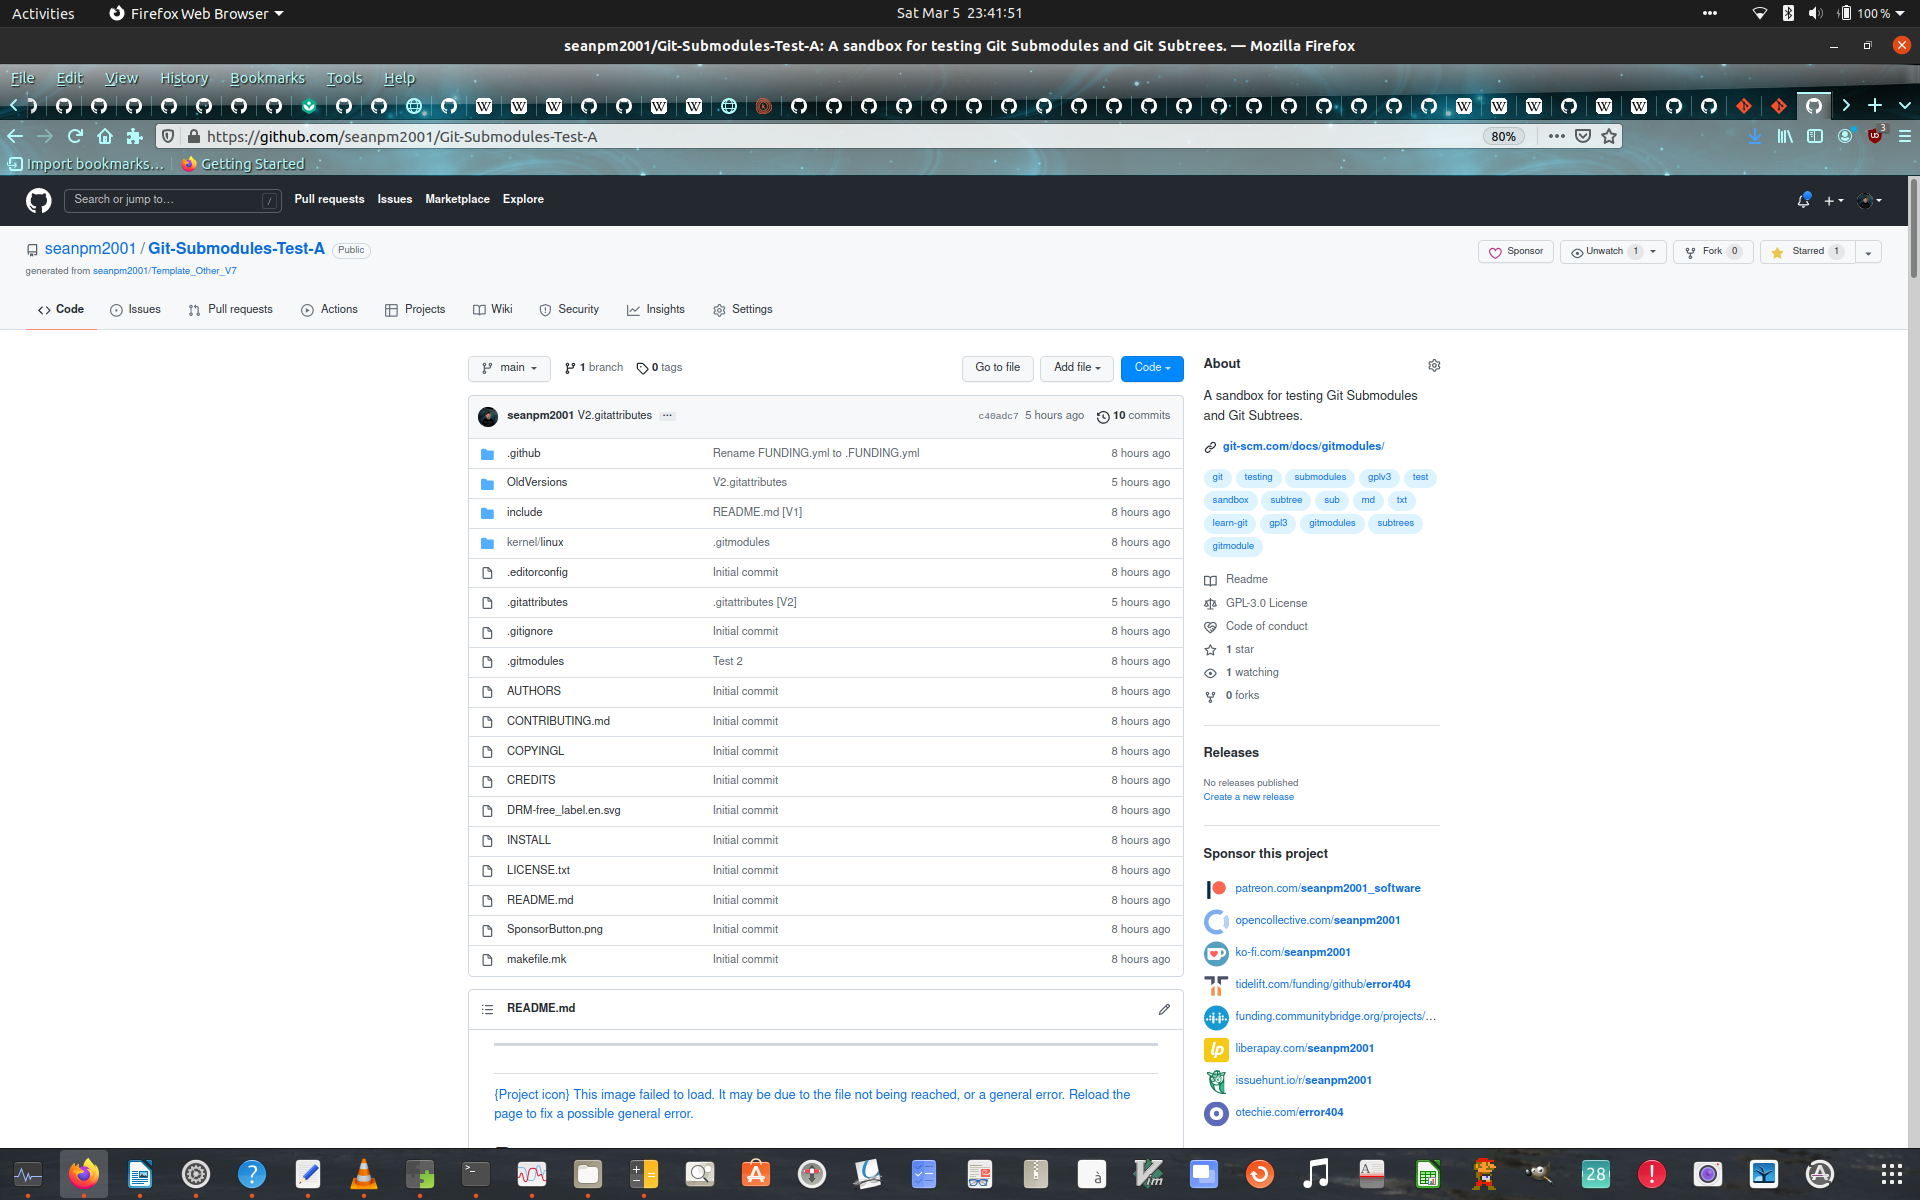 Activities Firefox Web Browser Sat Mar 5 23:41:51 100 %
seanpm2001/Git-Submodules-Test-A: A sandbox for testing Git Submodules and Git Subtrees. — Mozilla Firefox
File Edit View History Bookmarks Tools Help
https://github.com/seanpm2001/Git-Submodules-Test-A 80% 3
Import bookmarks... Getting Started
Search or jump to... / Pull requests Issues Marketplace Explore
seanpm2001 / Git-Submodules-Test-A Public Sponsor Unwatch 1 Fork 0 Starred 1
generated from seanpm2001/Template_Other_V7
Code Issues Pull requests Actions Projects Wiki Security Insights Settings
main 1 branch 0 tags Go to file Add file Code
seanpm2001 V2.gitattributes ... c40adc7 5 hours ago 10 commits
.github Rename FUNDING.yml to .FUNDING.yml 8 hours ago
OldVersions V2.gitattributes 5 hours ago
include README.md [V1] 8 hours ago
kernel/linux .gitmodules 8 hours ago
.editorconfig Initial commit 8 hours ago
.gitattributes .gitattributes [V2] 5 hours ago
.gitignore Initial commit 8 hours ago
.gitmodules Test 2 8 hours ago
AUTHORS Initial commit 8 hours ago
CONTRIBUTING.md Initial commit 8 hours ago
COPYINGL Initial commit 8 hours ago
CREDITS Initial commit 8 hours ago
DRM-free_label.en.svg Initial commit 8 hours ago
INSTALL Initial commit 8 hours ago
LICENSE.txt Initial commit 8 hours ago
README.md Initial commit 8 hours ago
SponsorButton.png Initial commit 8 hours ago
makefile.mk Initial commit 8 hours ago
README.md
{Project icon} This image failed to load. It may be due to the file not being reached, or a general error. Reload the
page to fix a possible general error.
About
A sandbox for testing Git Submodules
and Git Subtrees.
git-scm.com/docs/gitmodules/
git testing submodules gplv3 test
sandbox subtree sub md txt
learn-git gpl3 gitmodules subtrees
gitmodule
Readme
GPL-3.0 License
Code of conduct
1 star
1 watching
0 forks
Releases
No releases published
Create a new release
Sponsor this project
patreon.com/seanpm2001_software
opencollective.com/seanpm2001
ko-fi.com/seanpm2001
tidelift.com/funding/github/error404
funding.communitybridge.org/projects/...
liberapay.com/seanpm2001
issuehunt.io/r/seanpm2001
otechie.com/error404
28